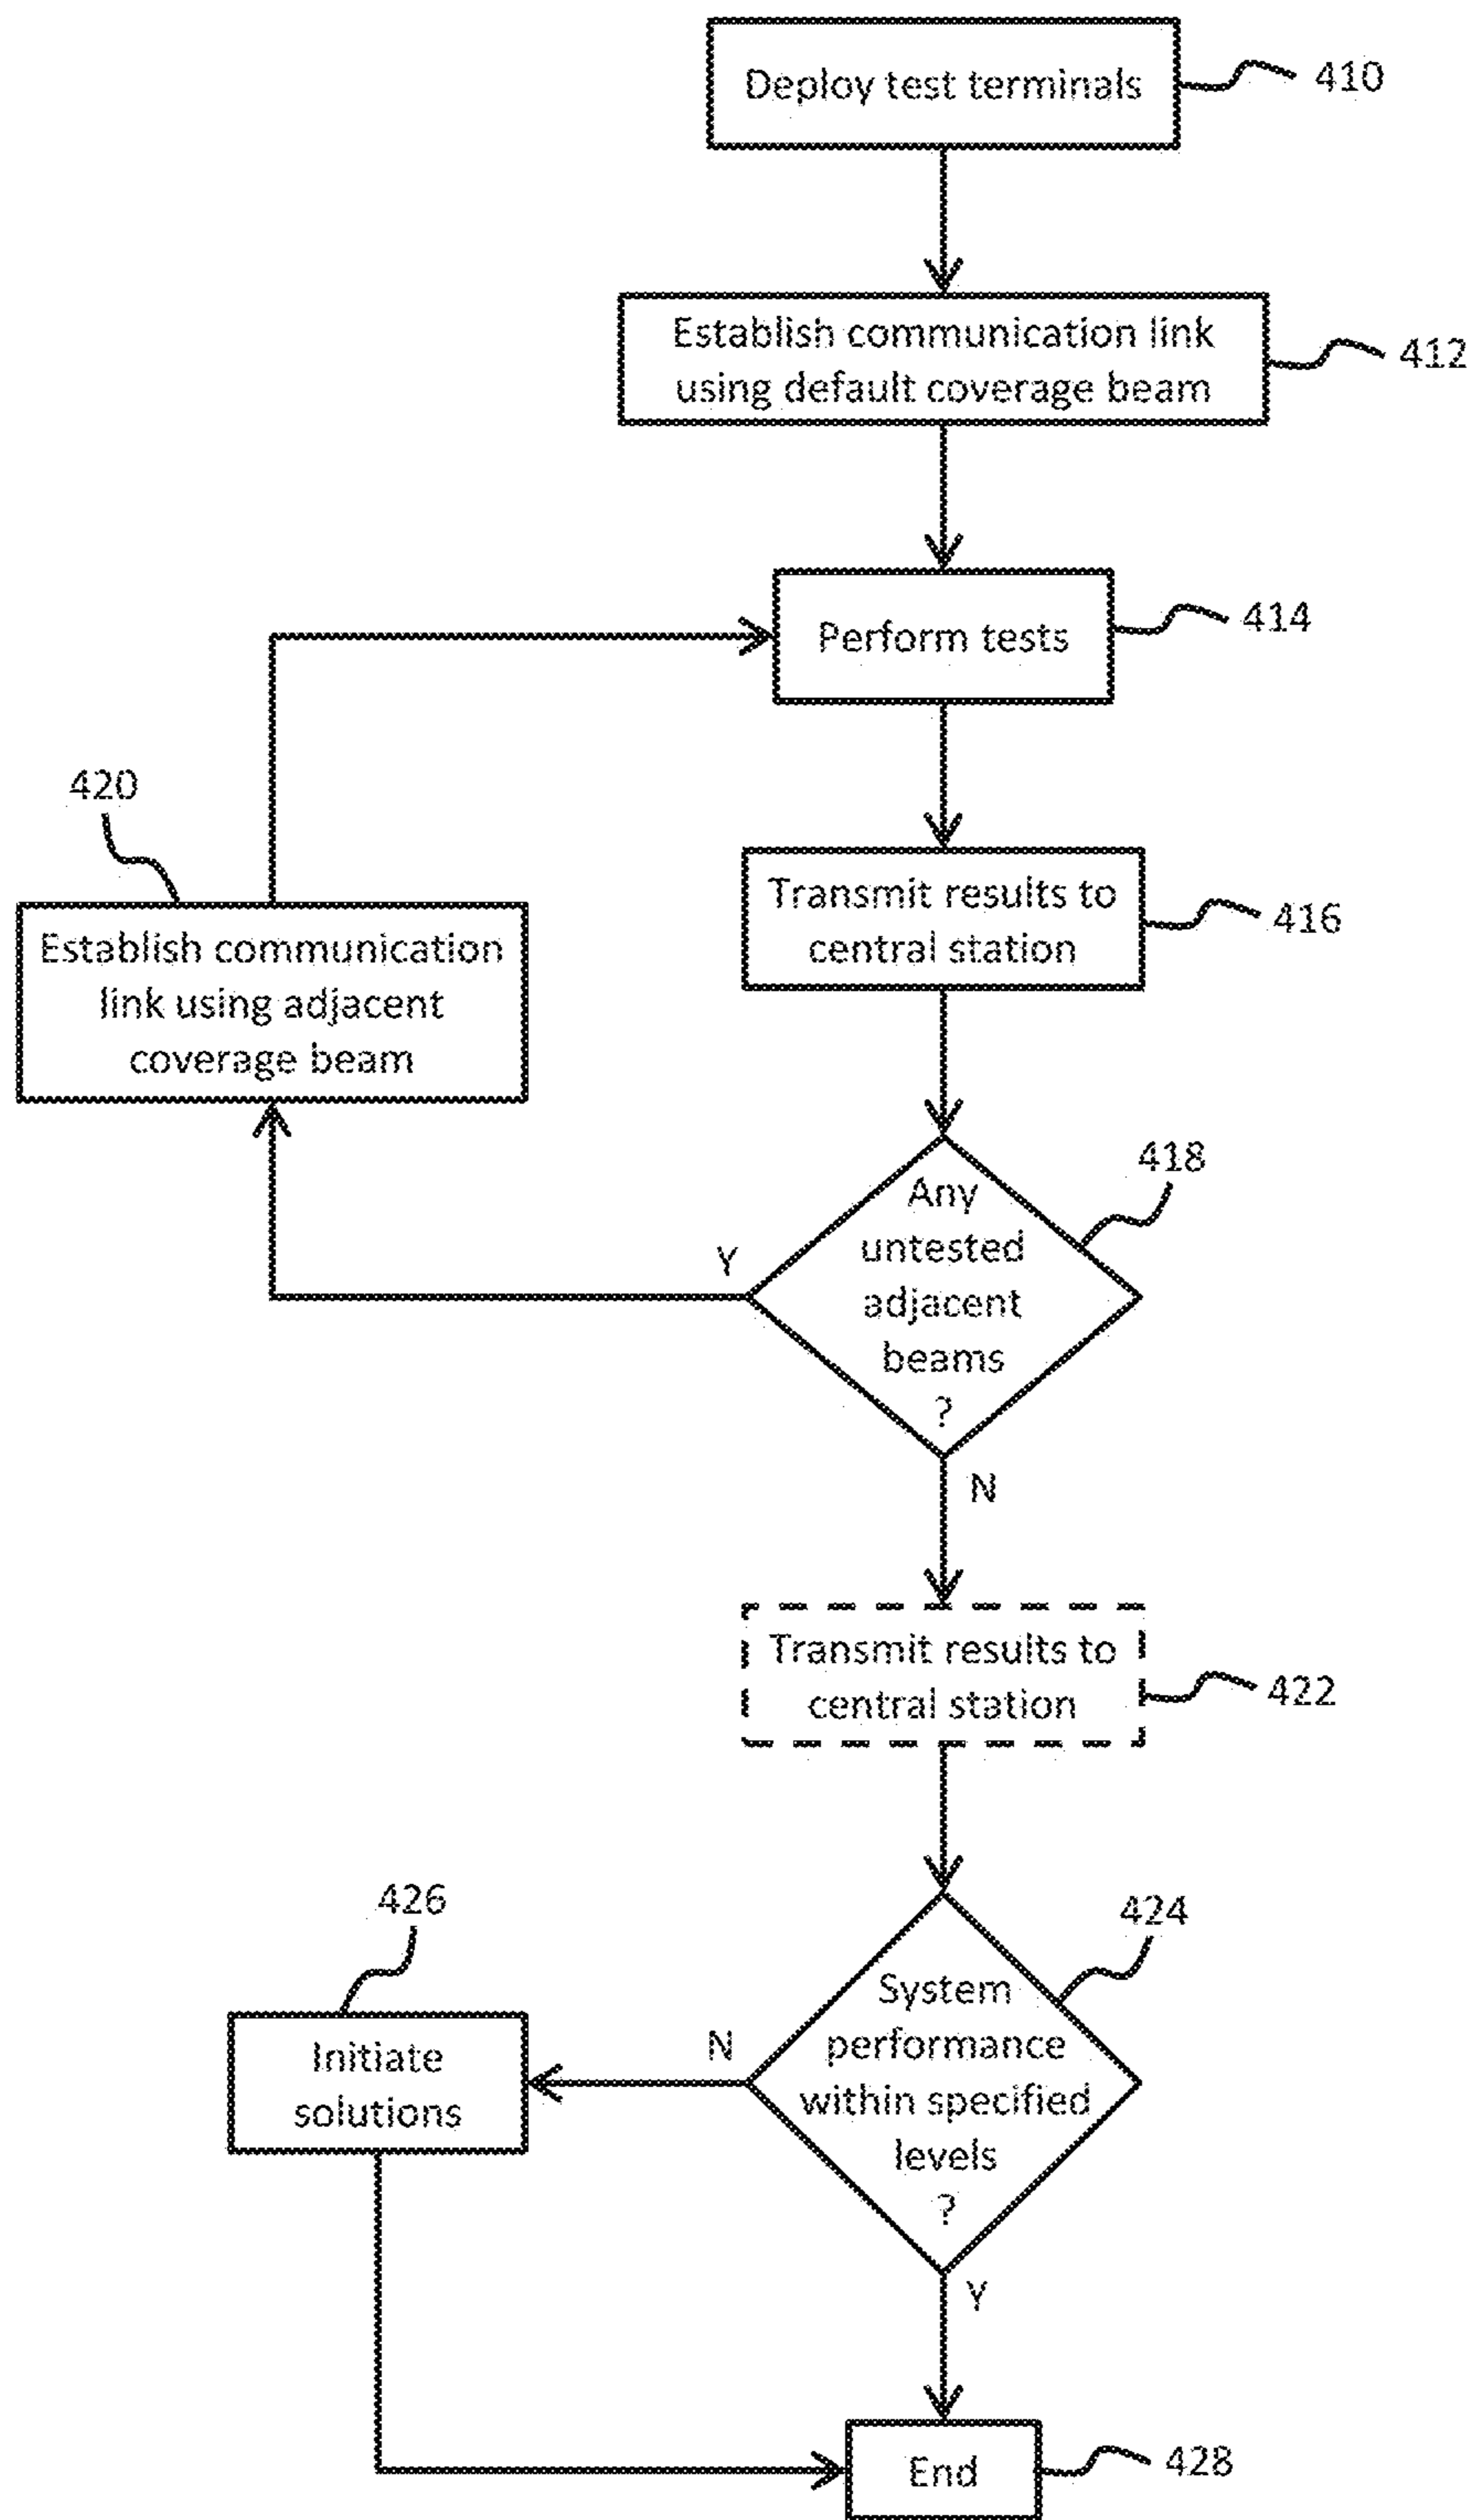 Deploy test terminals
410
Establish communication link
using default coverage beam
412
Perform tests
414
420
Transmit results to
central station
416
Establish communication
link using adjacent
coverage beam
418
Any
untested
adjacent
beams
?
Y
N
Transmit results to
central station
422
426
424
System
performance
within specified
levels
?
N
Initiate
solutions
Y
End
428